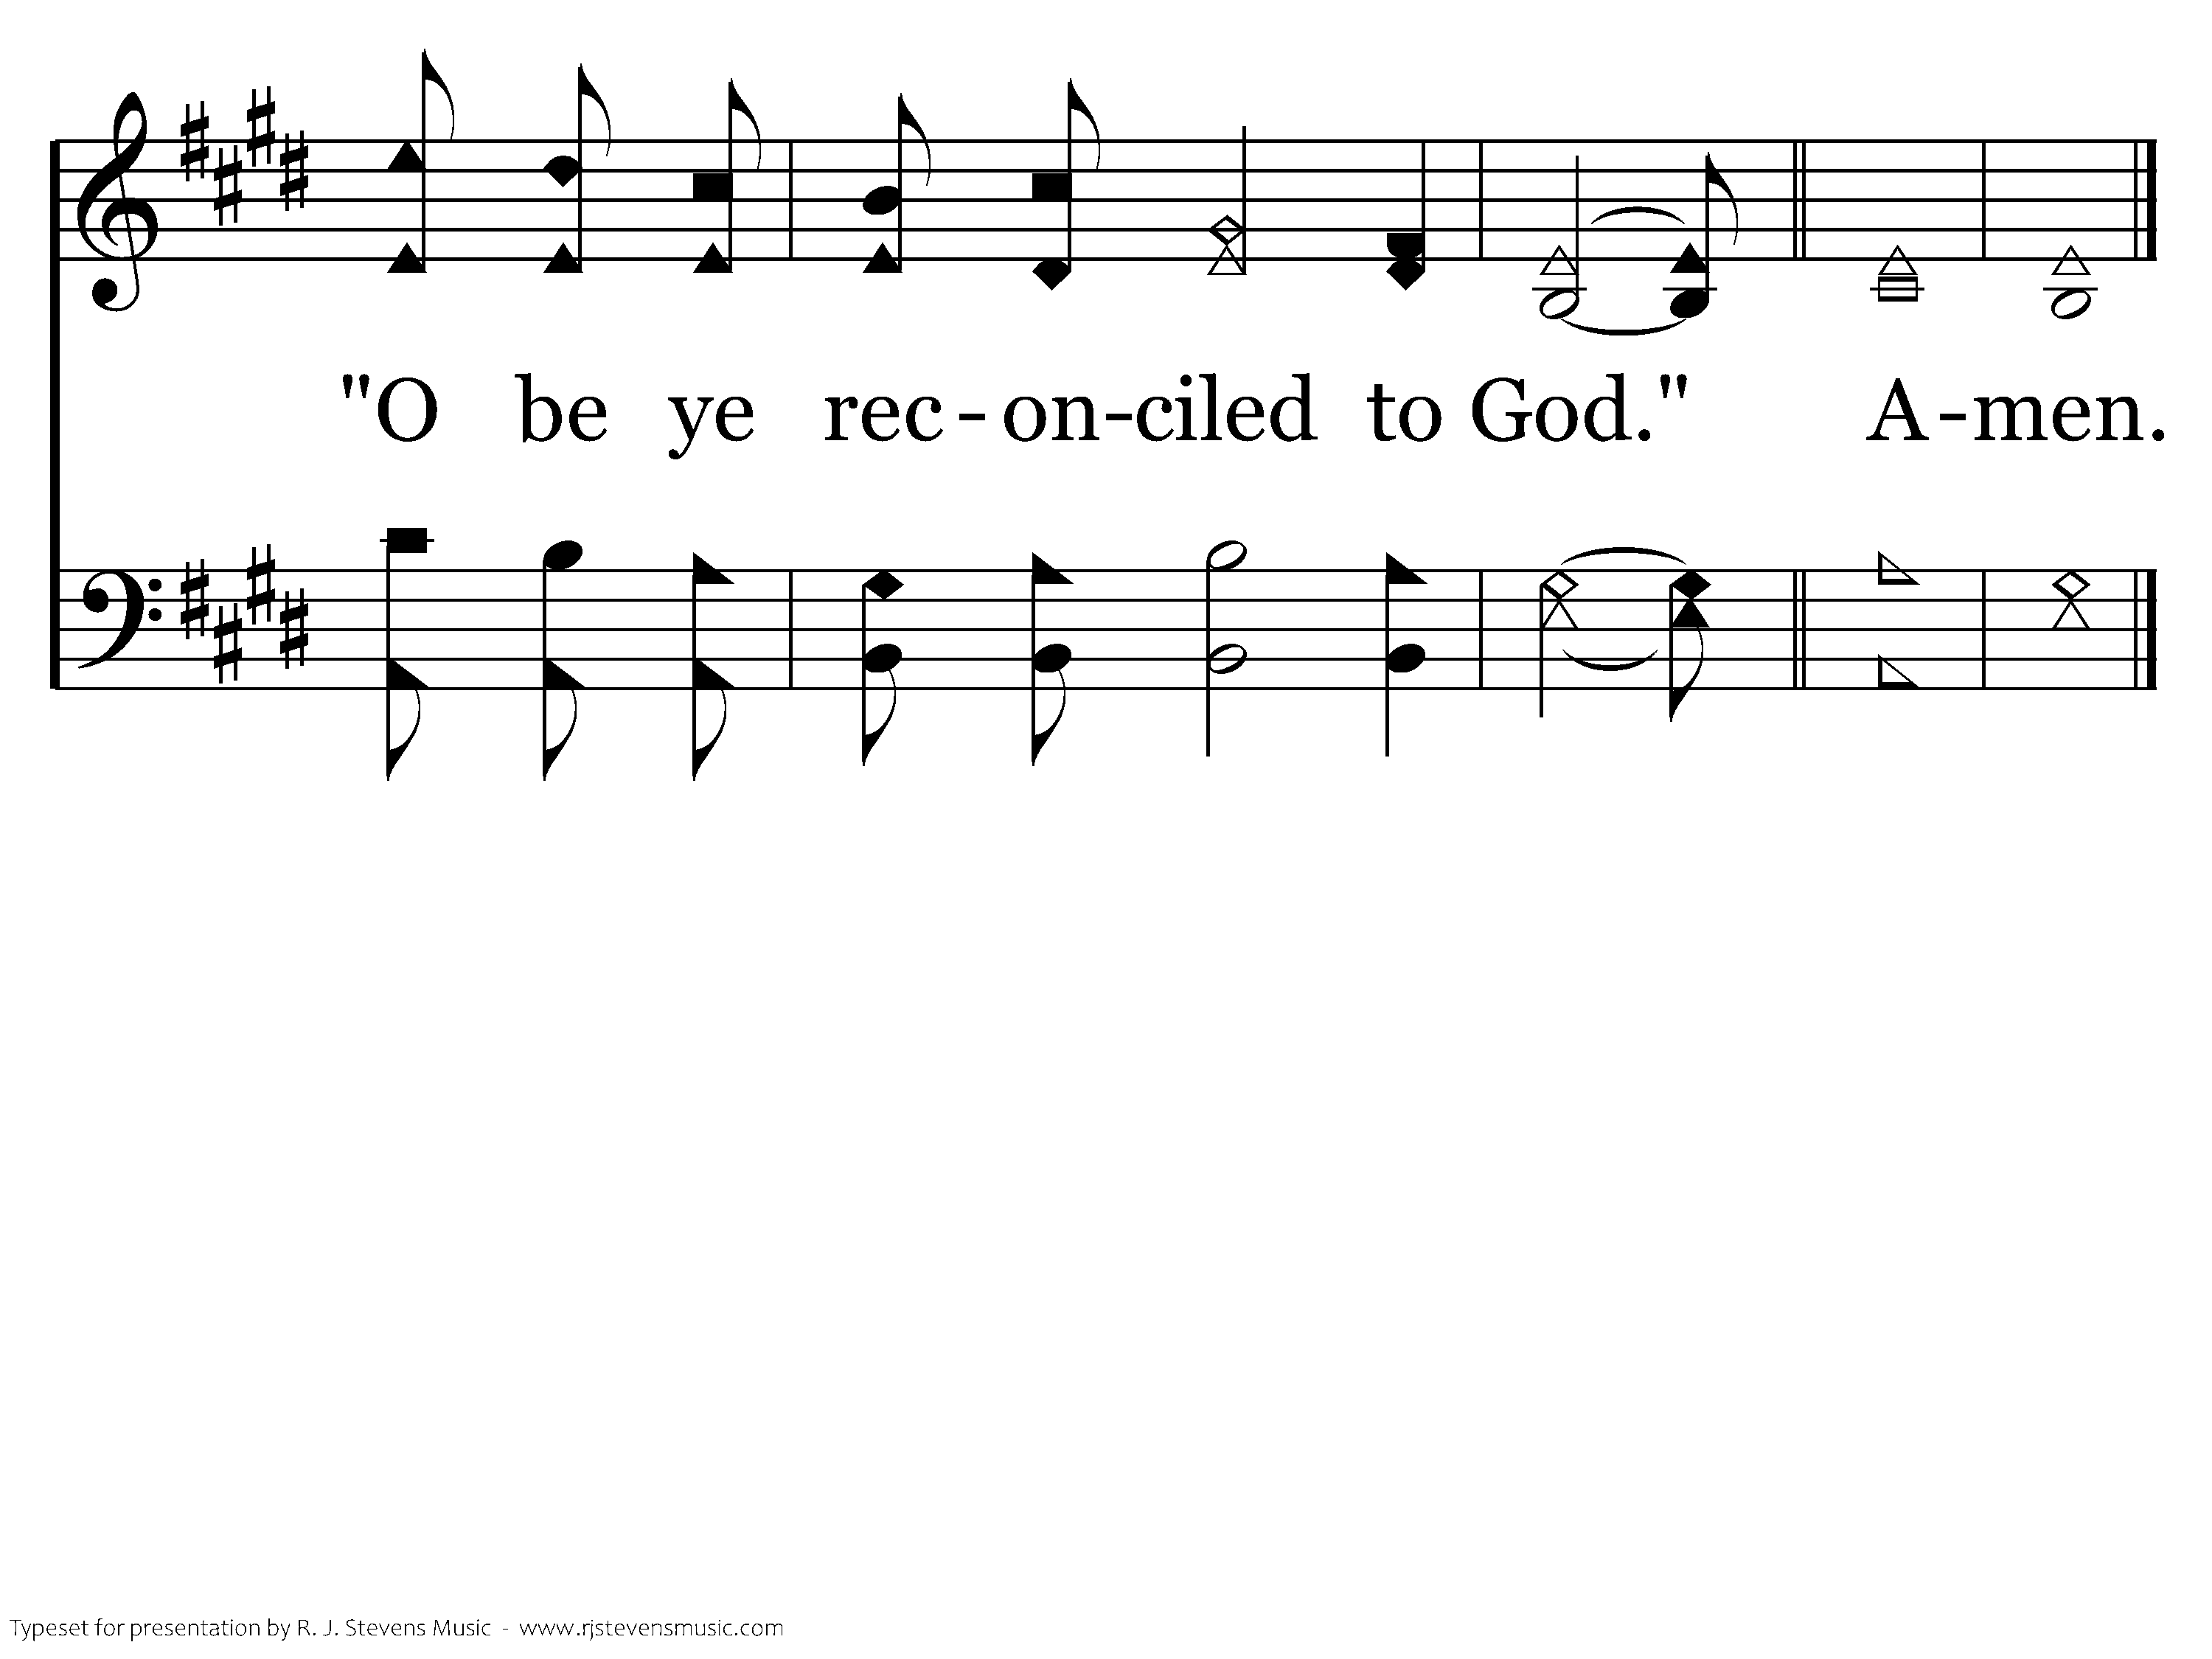 "O be ye rec - on-ciled to God." A-men.
Typeset for presentation by R. J. Stevens Music - www.rjstevensmusic.com